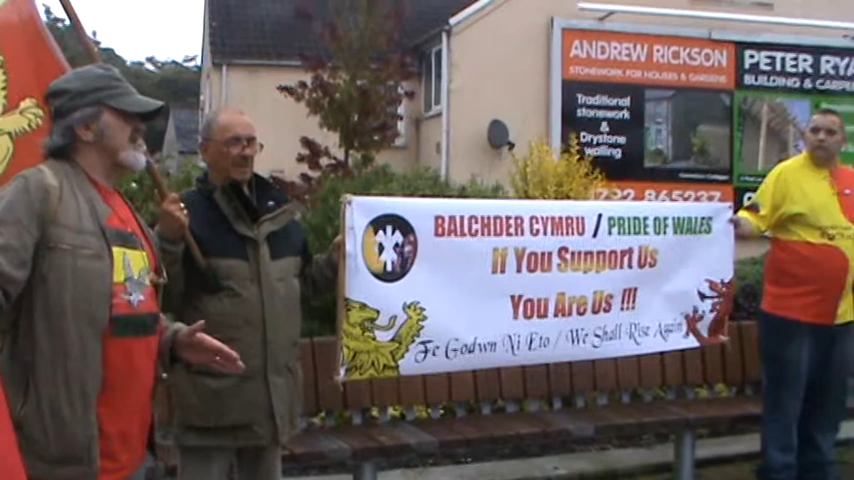 ANDREW RICKSON
STONEWORK FOR HOUSES & GARDENS
Traditional
stonework
&
Drystone
walling
865237
PETER RYA
BUILDING & CARPE
BALCHDER CYMRU / PRIDE OF WALES
If You Support Us
You Are Us !!!
Fe Godwn Ni Eto / We Shall Rise Again